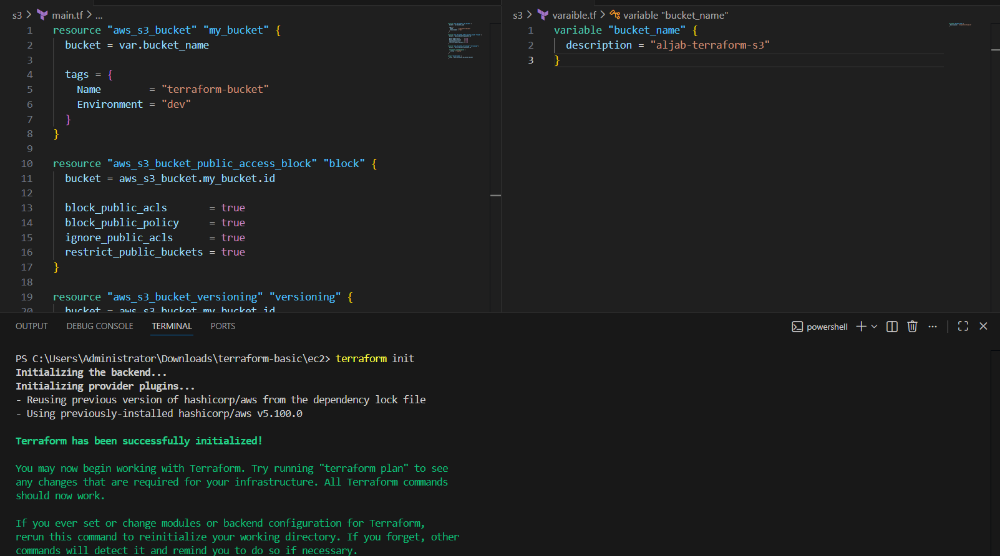 s3 > main.tf > ...
1 resource "aws_s3_bucket" "my_bucket" {
2   bucket = var.bucket_name
3
4   tags = {
5     Name        = "terraform-bucket"
6     Environment = "dev"
7   }
8 }
9
10 resource "aws_s3_bucket_public_access_block" "block" {
11   bucket = aws_s3_bucket.my_bucket.id
12
13   block_public_acls       = true
14   block_public_policy     = true
15   ignore_public_acls      = true
16   restrict_public_buckets = true
17 }
18
19 resource "aws_s3_bucket_versioning" "versioning" {
20   bucket = aws_s3_bucket.my_bucket.id
s3 > varaible.tf > variable "bucket_name"
1 variable "bucket_name" {
2   description = "aljab-terraform-s3"
3 }
OUTPUT DEBUG CONSOLE TERMINAL PORTS powershell
PS C:\Users\Administrator\Downloads\terraform-basic\ec2> terraform init
Initializing the backend...
Initializing provider plugins...
- Reusing previous version of hashicorp/aws from the dependency lock file
- Using previously-installed hashicorp/aws v5.100.0
Terraform has been successfully initialized!
You may now begin working with Terraform. Try running "terraform plan" to see
any changes that are required for your infrastructure. All Terraform commands
should now work.
If you ever set or change modules or backend configuration for Terraform,
rerun this command to reinitialize your working directory. If you forget, other
commands will detect it and remind you to do so if necessary.